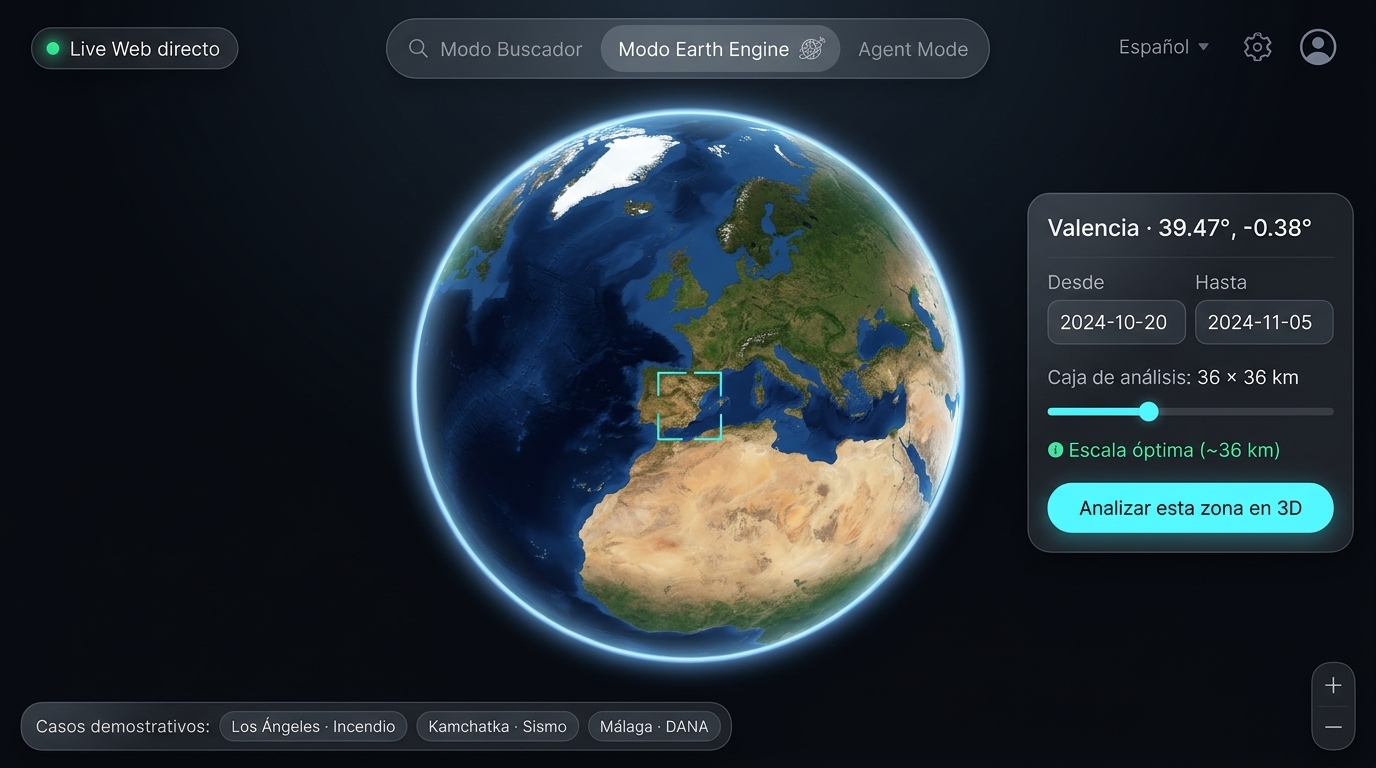 Live Web directo
Modo Buscador
Modo Earth Engine
Agent Mode
Español
Valencia · 39.47°, -0.38°
Desde
Hasta
2024-10-20
2024-11-05
Caja de análisis: 36 × 36 km
Escala óptima (~36 km)
Analizar esta zona en 3D
Casos demostrativos:
Los Ángeles · Incendio
Kamchatka · Sismo
Málaga · DANA